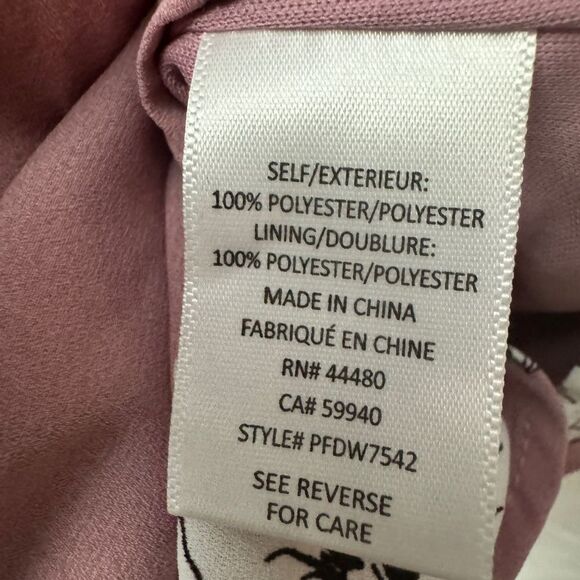 SELF/EXTERIEUR:
100% POLYESTER/POLYESTER
LINING/DOUBLURE:
100% POLYESTER/POLYESTER
MADE IN CHINA
FABRIQUÉ EN CHINE
RN# 44480
CA# 59940
STYLE# PFDW7542
SEE REVERSE
FOR CARE